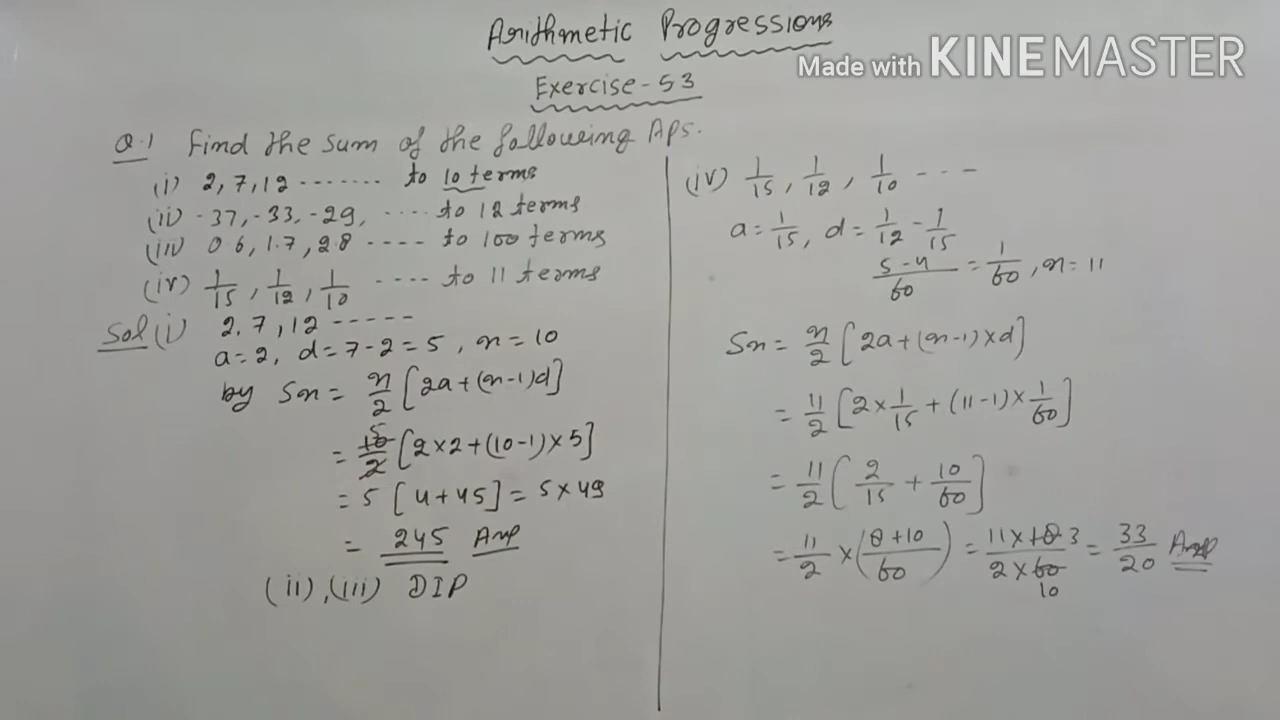 Arithmetic Progressions
Made with KINEMASTER
Exercise-5.3
Q.1 Find the sum of the following APs.
(i) 2, 7, 12 ....... to 10 terms
(ii) -37, -33, -29, .... to 12 terms
(iii) 0.6, 1.7, 2.8 .... to 100 terms
(iv) 1/15, 1/12, 1/10 .... to 11 terms
Sol (i) 2, 7, 12 -----
a=2, d=7-2=5, n=10
by Sn = n/2 [2a+(n-1)d]
= 10/2 5 [2×2+(10-1)×5]
= 5 [4+45] = 5×49
= 245 Ans
(ii), (iii) DIY
(iv) 1/15, 1/12, 1/10 ---
a=1/15, d=1/12-1/15
5-4/60 = 1/60, n=11
Sn = n/2 [2a+(n-1)×d]
= 11/2 [2×1/15+(11-1)×1/60]
= 11/2 [2/15+10/60]
= 11/2 × (8+10/60) = 11×18 3/2×60 10 = 33/20 Ans